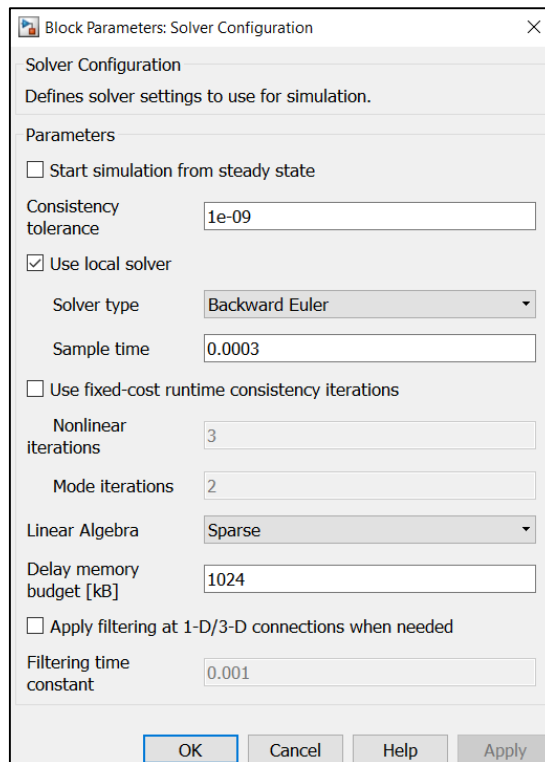 Block Parameters: Solver Configuration
Solver Configuration
Defines solver settings to use for simulation.
Parameters
Start simulation from steady state
Consistency
tolerance
1e-09
Use local solver
Solver type
Backward Euler
Sample time
0.0003
Use fixed-cost runtime consistency iterations
Nonlinear
iterations
3
Mode iterations
2
Linear Algebra
Sparse
Delay memory
budget [kB]
1024
Apply filtering at 1-D/3-D connections when needed
Filtering time
constant
0.001
OK Cancel Help Apply